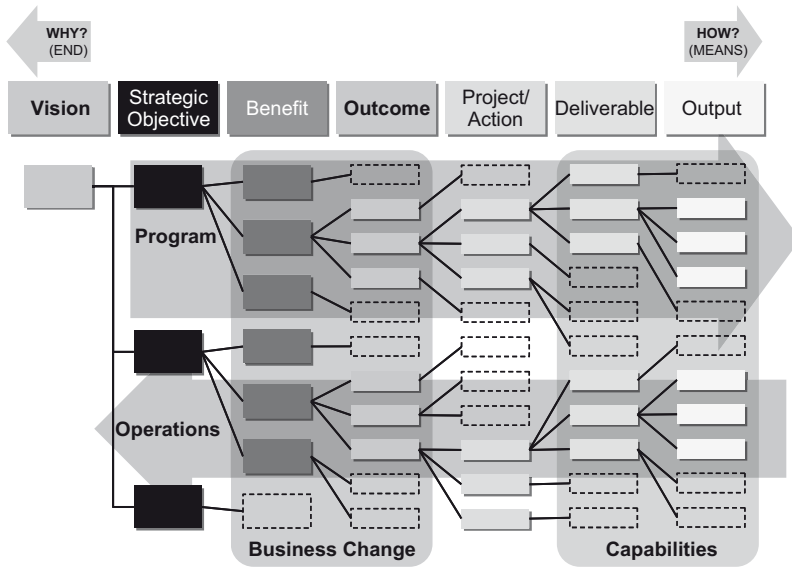 WHY?
(END)
HOW?
(MEANS)
Vision
Strategic
Objective
Benefit
Outcome
Project/
Action
Deliverable
Output
Program
Operations
Business Change
Capabilities